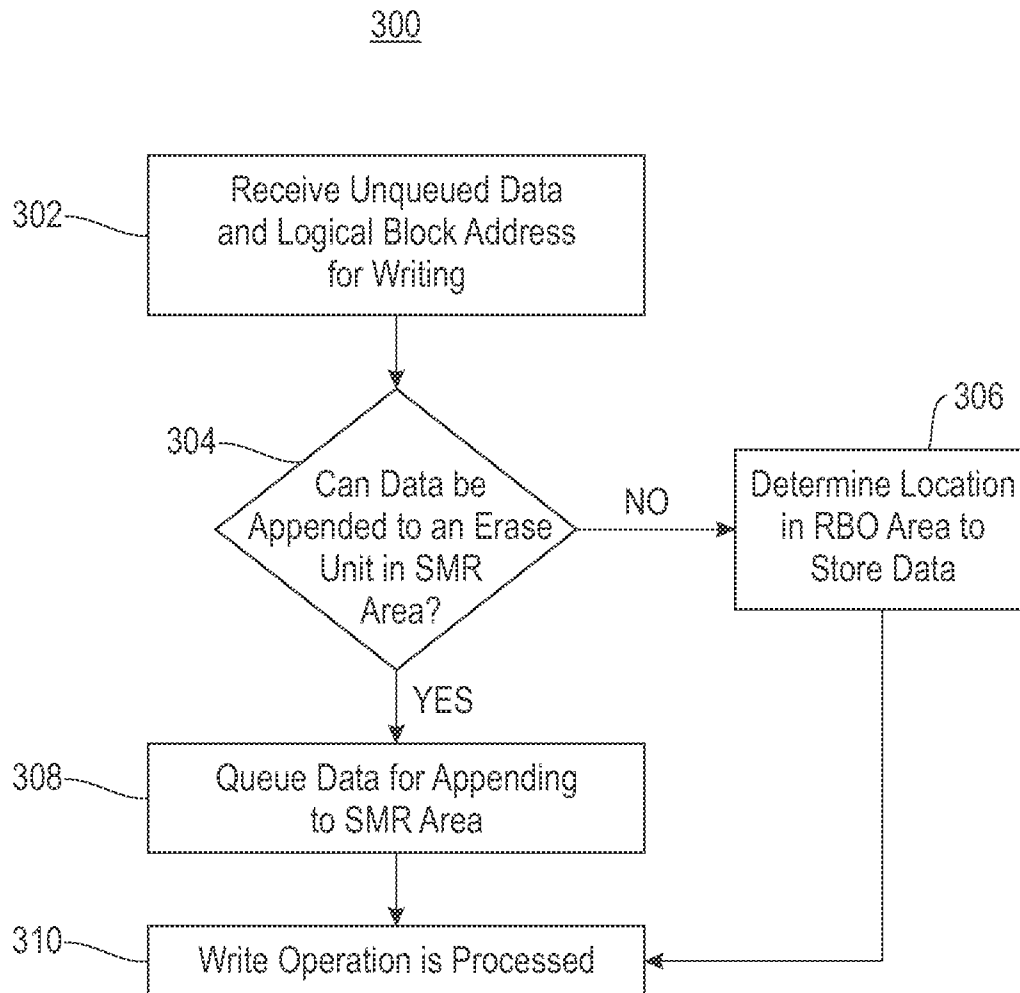 300
302
Receive Unqueued Data
and Logical Block Address
for Writing
304
Can Data be
Appended to an Erase
Unit in SMR
Area?
NO
306
Determine Location
in RBO Area to
Store Data
YES
308
Queue Data for Appending
to SMR Area
310
Write Operation is Processed